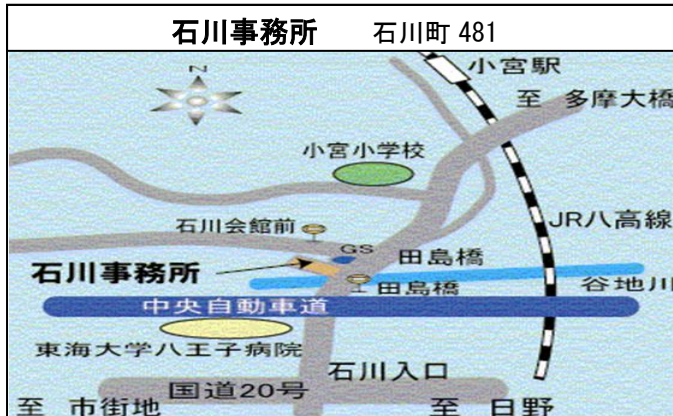 石川事務所 石川町 481
N
小宮駅
至 多摩大橋
小宮小学校
石川会館前
JR八高線
GS
田島橋
石川事務所
田島橋
谷地川
中央自動車道
東海大学八王子病院
石川入口
国道20号
至 市街地
至 日野